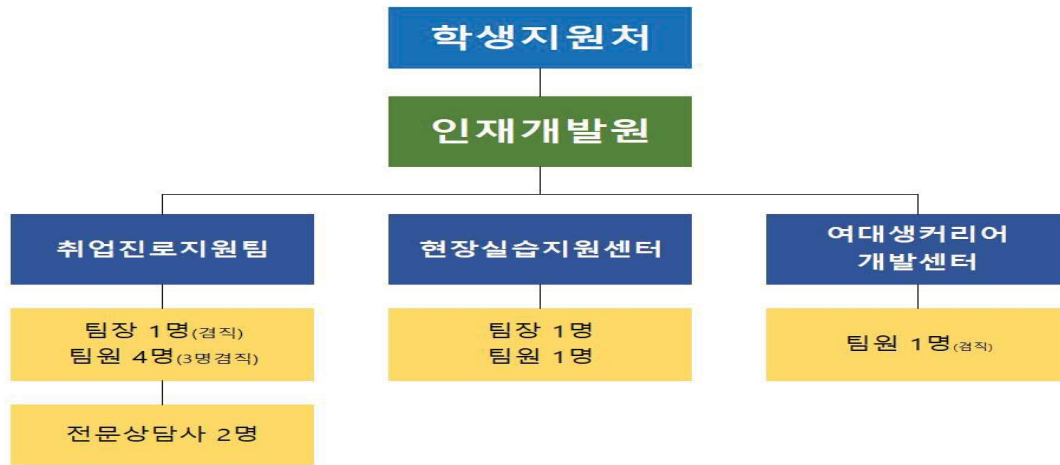 학생지원처
인재개발원
취업진로지원팀
현장실습지원센터
여대생커리어
개발센터
팀장 1명(겸직)
팀원 4명(3명겸직)
팀장 1명
팀원 1명
팀원 1명(겸직)
전문상담사 2명